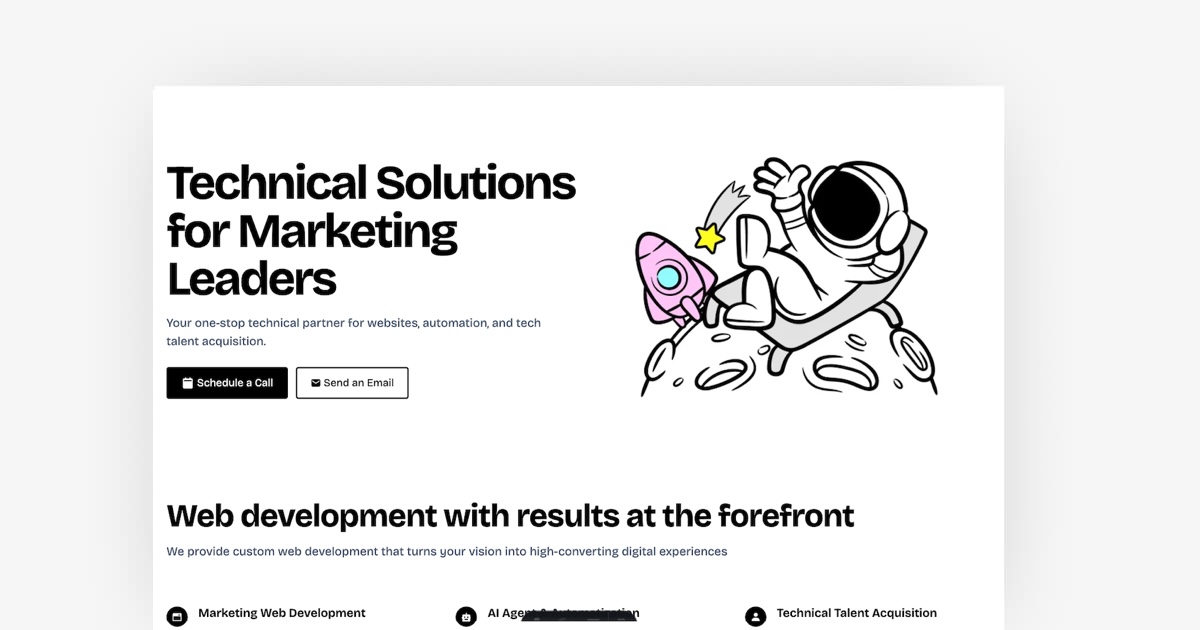 Technical Solutions
for Marketing
Leaders
Your one-stop technical partner for websites, automation, and tech
talent acquisition.
Schedule a Call
Send an Email
Web development with results at the forefront
We provide custom web development that turns your vision into high-converting digital experiences
Marketing Web Development
AI Agent
Technical Talent Acquisition